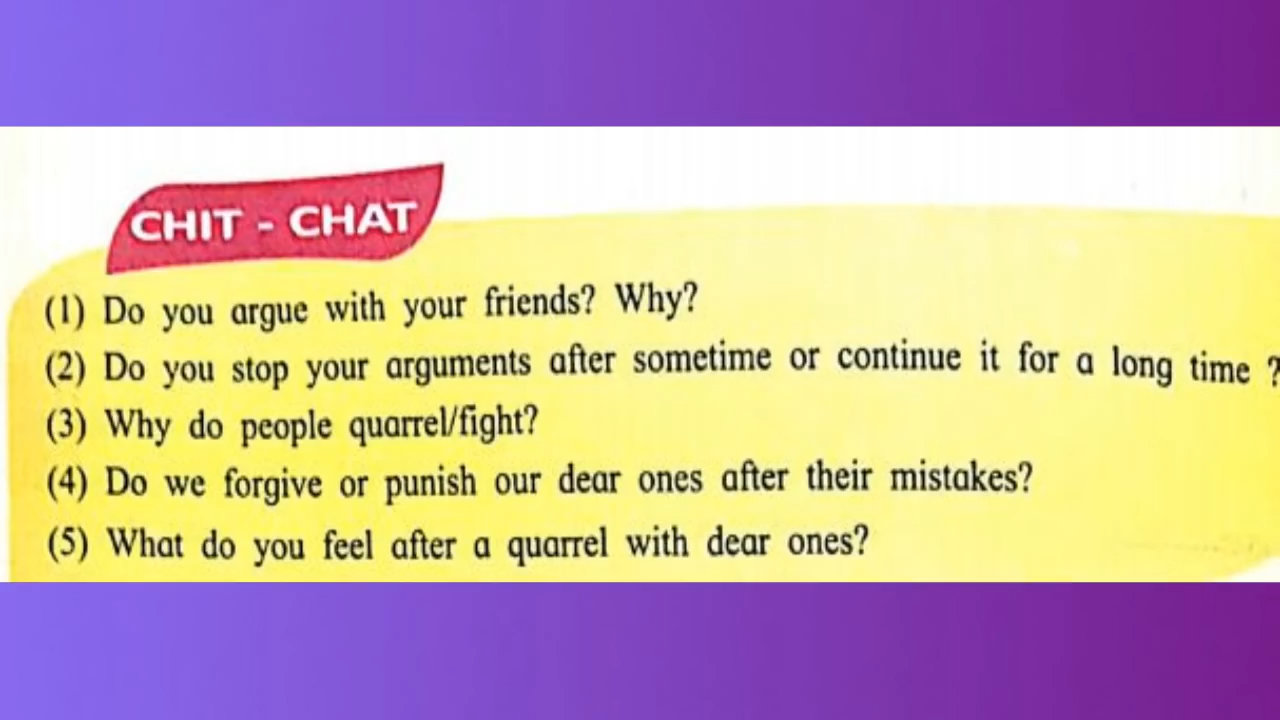 CHIT - CHAT
(1) Do you argue with your friends? Why?
(2) Do you stop your arguments after sometime or continue it for a long time ?
(3) Why do people quarrel/fight?
(4) Do we forgive or punish our dear ones after their mistakes?
(5) What do you feel after a quarrel with dear ones?